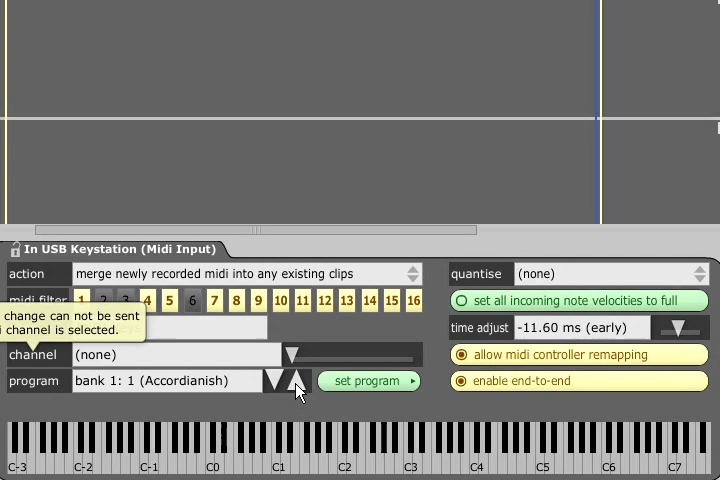 In USB Keystation (Midi Input)
action merge newly recorded midi into any existing clips
quantise (none)
midi filter 1 2 3 4 5 6 7 8 9 10 11 12 13 14 15 16
set all incoming note velocities to full
change can not be sent
channel is selected.
time adjust -11.60 ms (early)
channel (none)
allow midi controller remapping
program bank 1: 1 (Accordianish)
set program
enable end-to-end
C-3 C-2 C-1 C0 C1 C2 C3 C4 C5 C6 C7